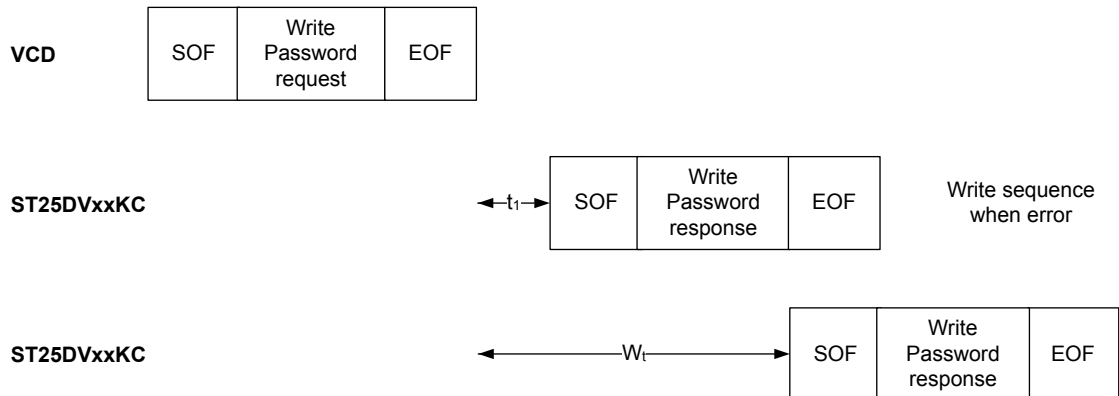 VCD
SOF
Write
Password
request
EOF
ST25DVxxKC
t1
SOF
Write
Password
response
EOF
Write sequence
when error
ST25DVxxKC
Wt
SOF
Write
Password
response
EOF